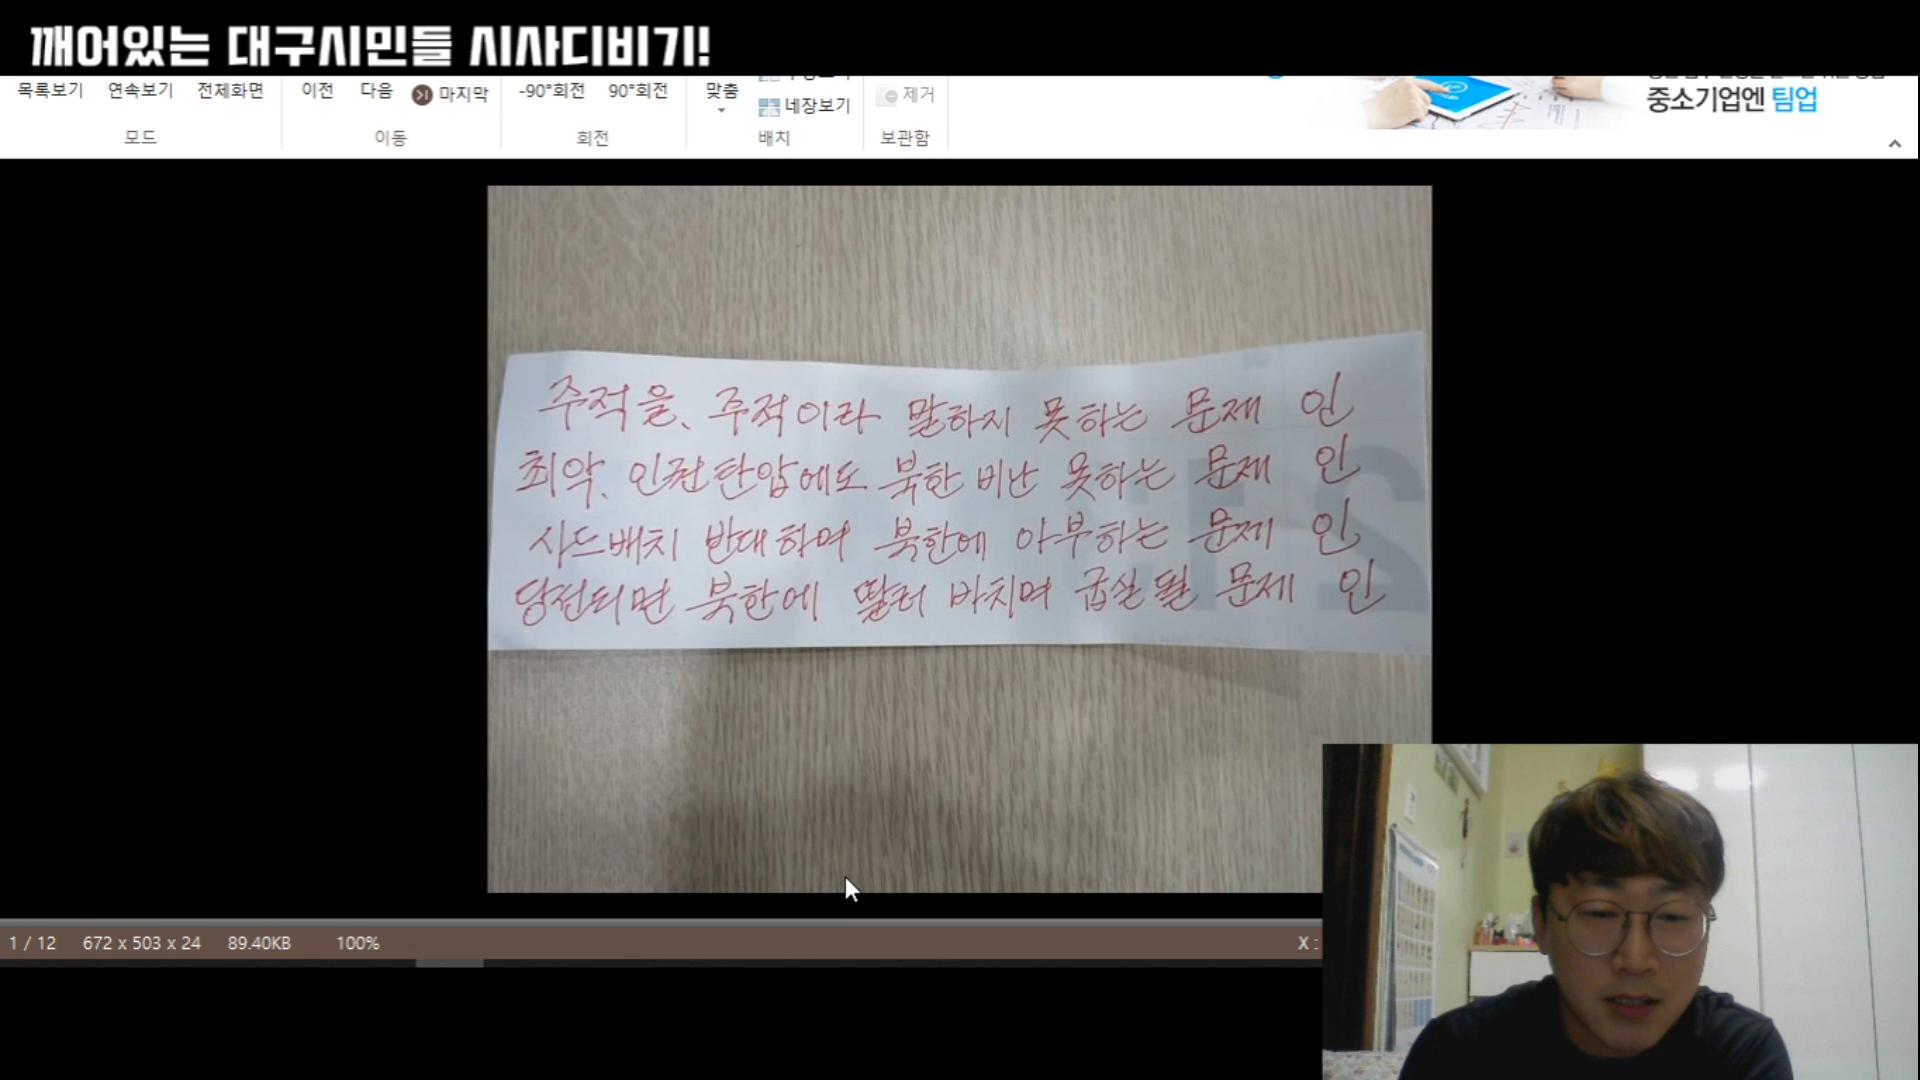 깨어있는 대구시민들 시사디비기!
목록보기 연속보기 전체화면 이전 다음 마지막 -90°회전 90°회전 맞춤 네장보기 제거
모드 이동 회전 배치 보관함
중소기업엔 팀업
주적을, 주적이라 말하지 못하는 문제 인
최악, 인권탄압에도 북한 비난 못하는 문제 인
사드배치 반대하며 북한에 아부하는 문제 인
당선되면 북한에 딸러 바치며 굽실 될 문제 인
1 / 12 672 x 503 x 24 89.40KB 100% X :